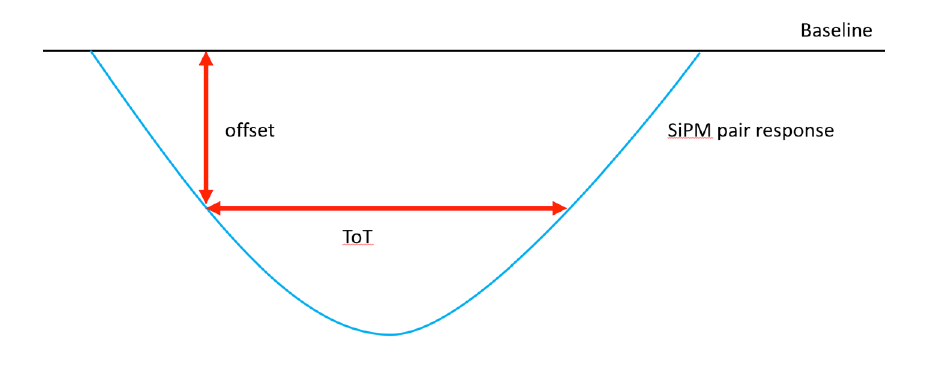 Baseline
offset
SiPM pair response
ToT